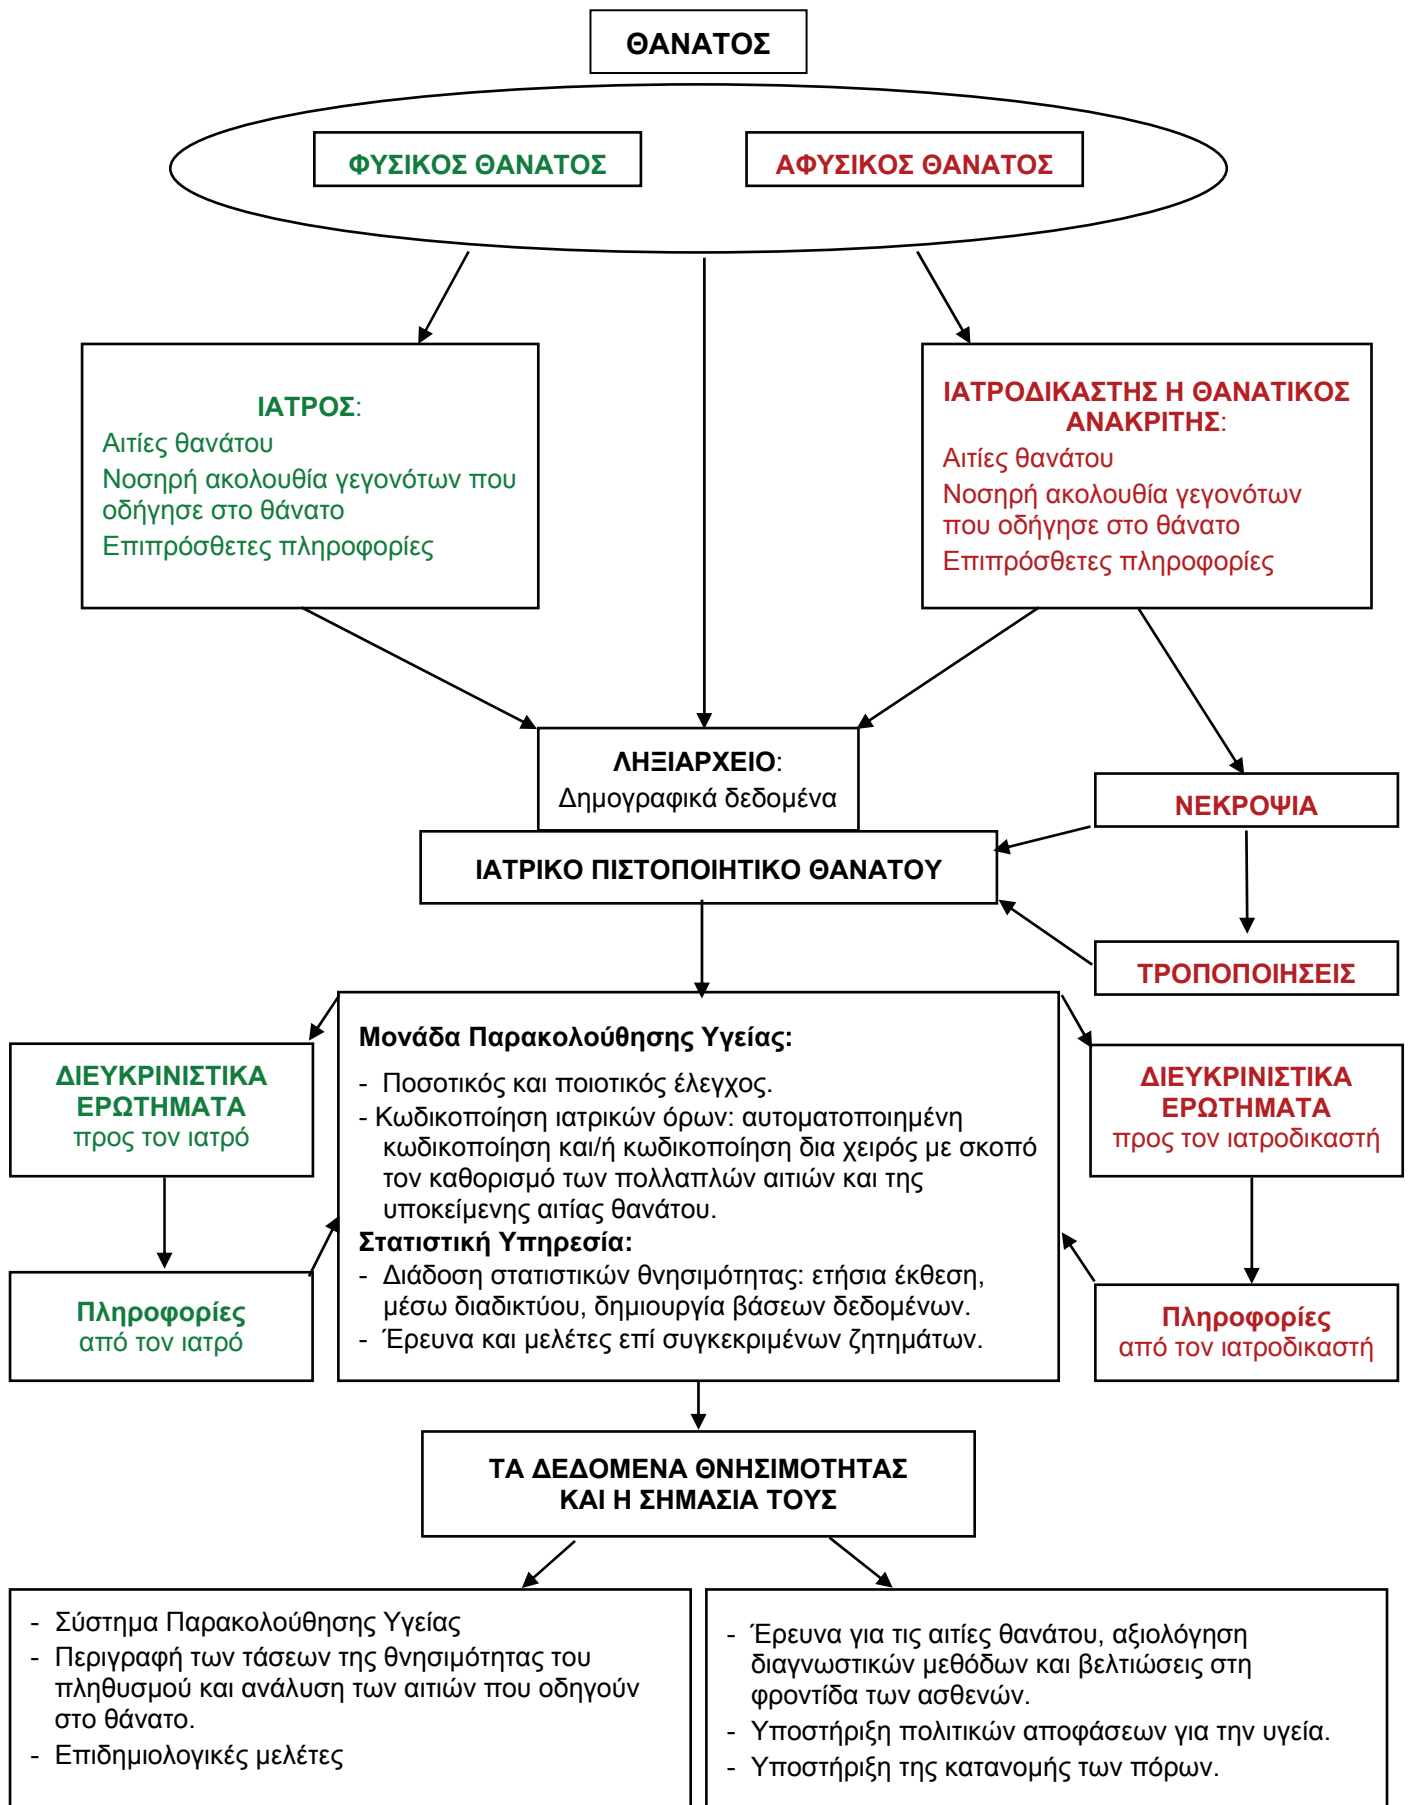 ΘΑΝΑΤΟΣ
ΦΥΣΙΚΟΣ ΘΑΝΑΤΟΣ
ΑΦΥΣΙΚΟΣ ΘΑΝΑΤΟΣ
ΙΑΤΡΟΣ:
Αιτίες θανάτου
Νοσηρή ακολουθία γεγονότων που
οδήγησε στο θάνατο
Επιπρόσθετες πληροφορίες
ΙΑΤΡΟΔΙΚΑΣΤΗΣ Η ΘΑΝΑΤΙΚΟΣ
ΑΝΑΚΡΙΤΗΣ:
Αιτίες θανάτου
Νοσηρή ακολουθία γεγονότων
που οδήγησε στο θάνατο
Επιπρόσθετες πληροφορίες
ΛΗΞΙΑΡΧΕΙΟ:
Δημογραφικά δεδομένα
ΝΕΚΡΟΨΙΑ
ΙΑΤΡΙΚΟ ΠΙΣΤΟΠΟΙΗΤΙΚΟ ΘΑΝΑΤΟΥ
ΤΡΟΠΟΠΟΙΗΣΕΙΣ
ΔΙΕΥΚΡΙΝΙΣΤΙΚΑ
ΕΡΩΤΗΜΑΤΑ
προς τον ιατρό
Μονάδα Παρακολούθησης Υγείας:
- Ποσοτικός και ποιοτικός έλεγχος.
- Κωδικοποίηση ιατρικών όρων: αυτοματοποιημένη
κωδικοποίηση και/ή κωδικοποίηση δια χειρός με σκοπό
τον καθορισμό των πολλαπλών αιτιών και της
υποκείμενης αιτίας θανάτου.
Στατιστική Υπηρεσία:
- Διάδοση στατιστικών θνησιμότητας: ετήσια έκθεση,
μέσω διαδικτύου, δημιουργία βάσεων δεδομένων.
- Έρευνα και μελέτες επί συγκεκριμένων ζητημάτων.
ΔΙΕΥΚΡΙΝΙΣΤΙΚΑ
ΕΡΩΤΗΜΑΤΑ
προς τον ιατροδικαστή
Πληροφορίες
από τον ιατρό
Πληροφορίες
από τον ιατροδικαστή
ΤΑ ΔΕΔΟΜΕΝΑ ΘΝΗΣΙΜΟΤΗΤΑΣ
ΚΑΙ Η ΣΗΜΑΣΙΑ ΤΟΥΣ
- Σύστημα Παρακολούθησης Υγείας
- Περιγραφή των τάσεων της θνησιμότητας του
πληθυσμού και ανάλυση των αιτιών που οδηγούν
στο θάνατο.
- Επιδημιολογικές μελέτες
- Έρευνα για τις αιτίες θανάτου, αξιολόγηση
διαγνωστικών μεθόδων και βελτιώσεις στη
φροντίδα των ασθενών.
- Υποστήριξη πολιτικών αποφάσεων για την υγεία.
- Υποστήριξη της κατανομής των πόρων.